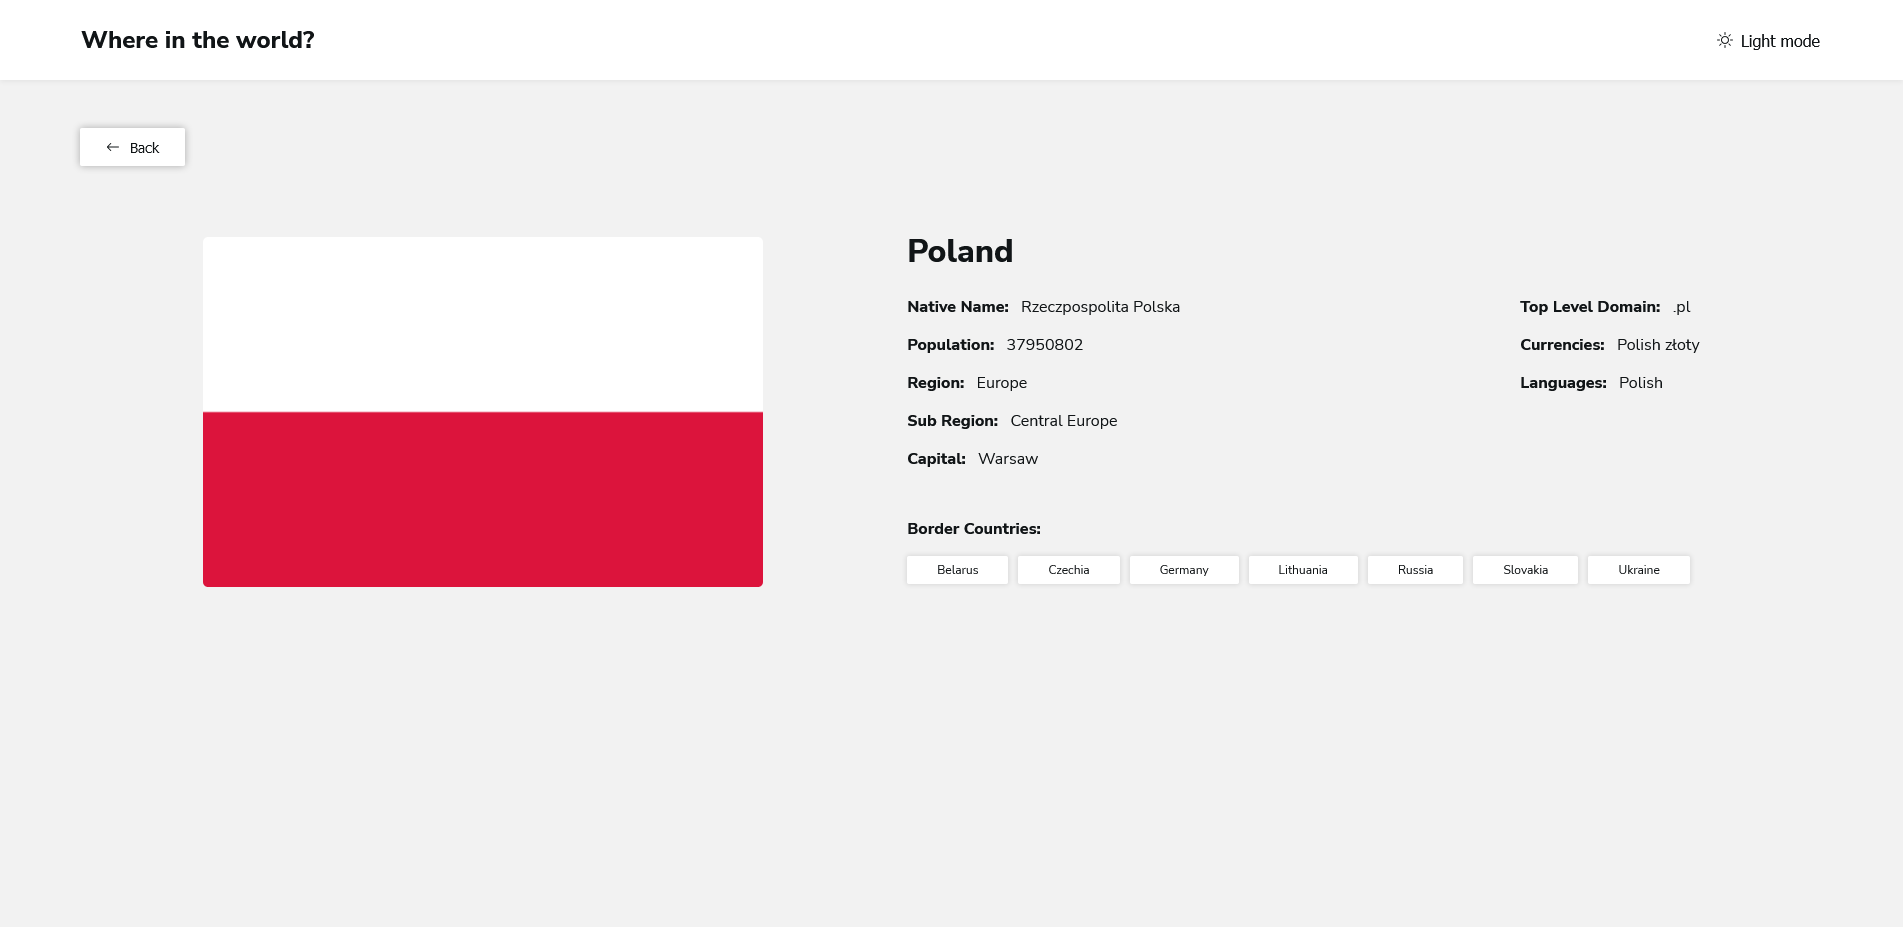 Where in the world?
Light mode
Back
Poland
Native Name: Rzeczpospolita Polska
Population: 37950802
Region: Europe
Sub Region: Central Europe
Capital: Warsaw
Top Level Domain: .pl
Currencies: Polish złoty
Languages: Polish
Border Countries:
Belarus Czechia Germany Lithuania Russia Slovakia Ukraine